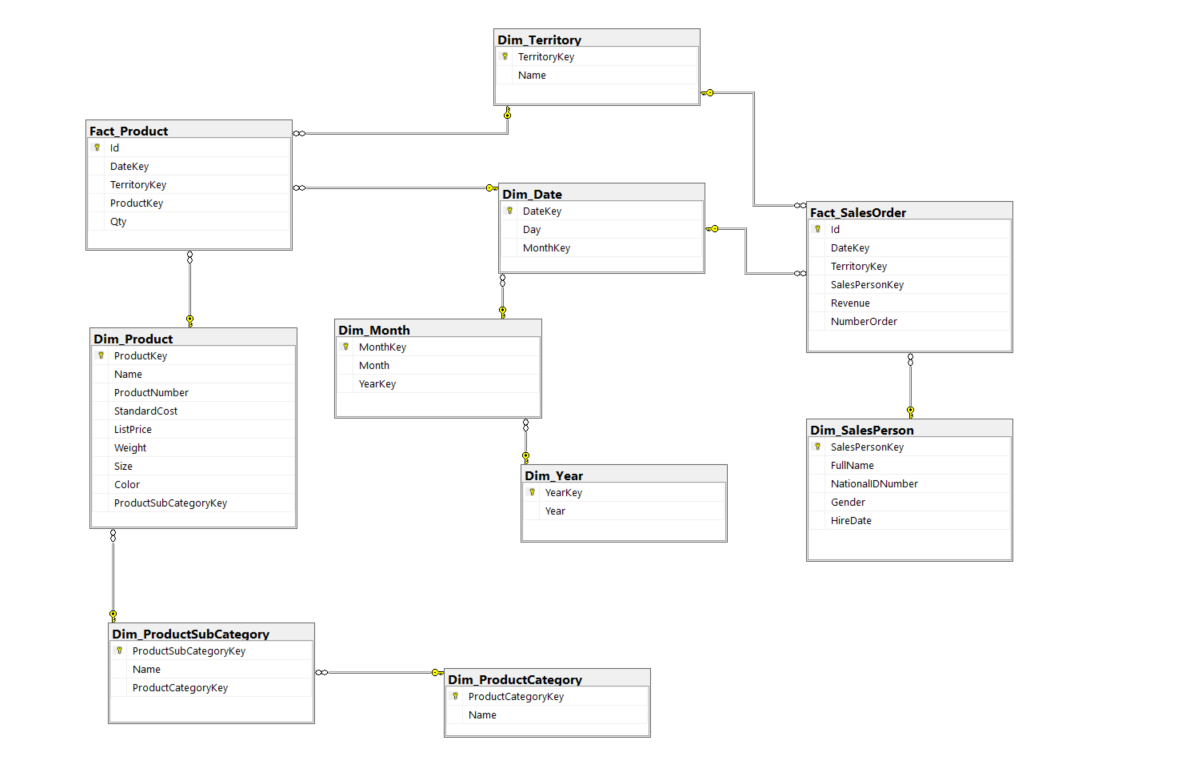 Dim_Territory
TerritoryKey
Name
Fact_Product
Id
DateKey
TerritoryKey
ProductKey
Qty
Dim_Date
DateKey
Day
MonthKey
Fact_SalesOrder
Id
DateKey
TerritoryKey
SalesPersonKey
Revenue
NumberOrder
Dim_Product
ProductKey
Name
ProductNumber
StandardCost
ListPrice
Weight
Size
Color
ProductSubCategoryKey
Dim_Month
MonthKey
Month
YearKey
Dim_SalesPerson
SalesPersonKey
FullName
NationalIDNumber
Gender
HireDate
Dim_Year
YearKey
Year
Dim_ProductSubCategory
ProductSubCategoryKey
Name
ProductCategoryKey
Dim_ProductCategory
ProductCategoryKey
Name